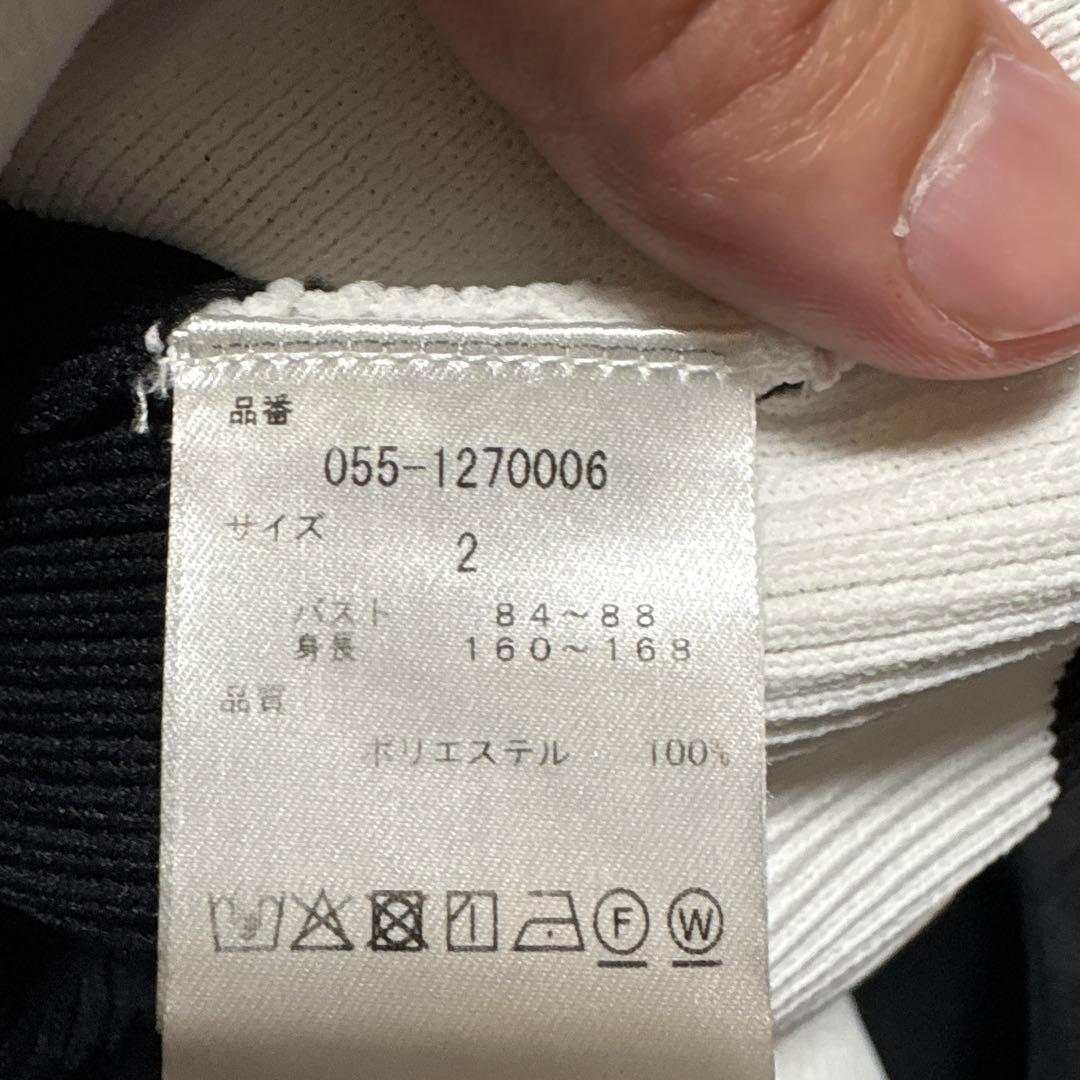 品番
055-1270006
サイズ
2
バスト 84〜88
身長 160〜168
品質
ポリエステル 100%
F W